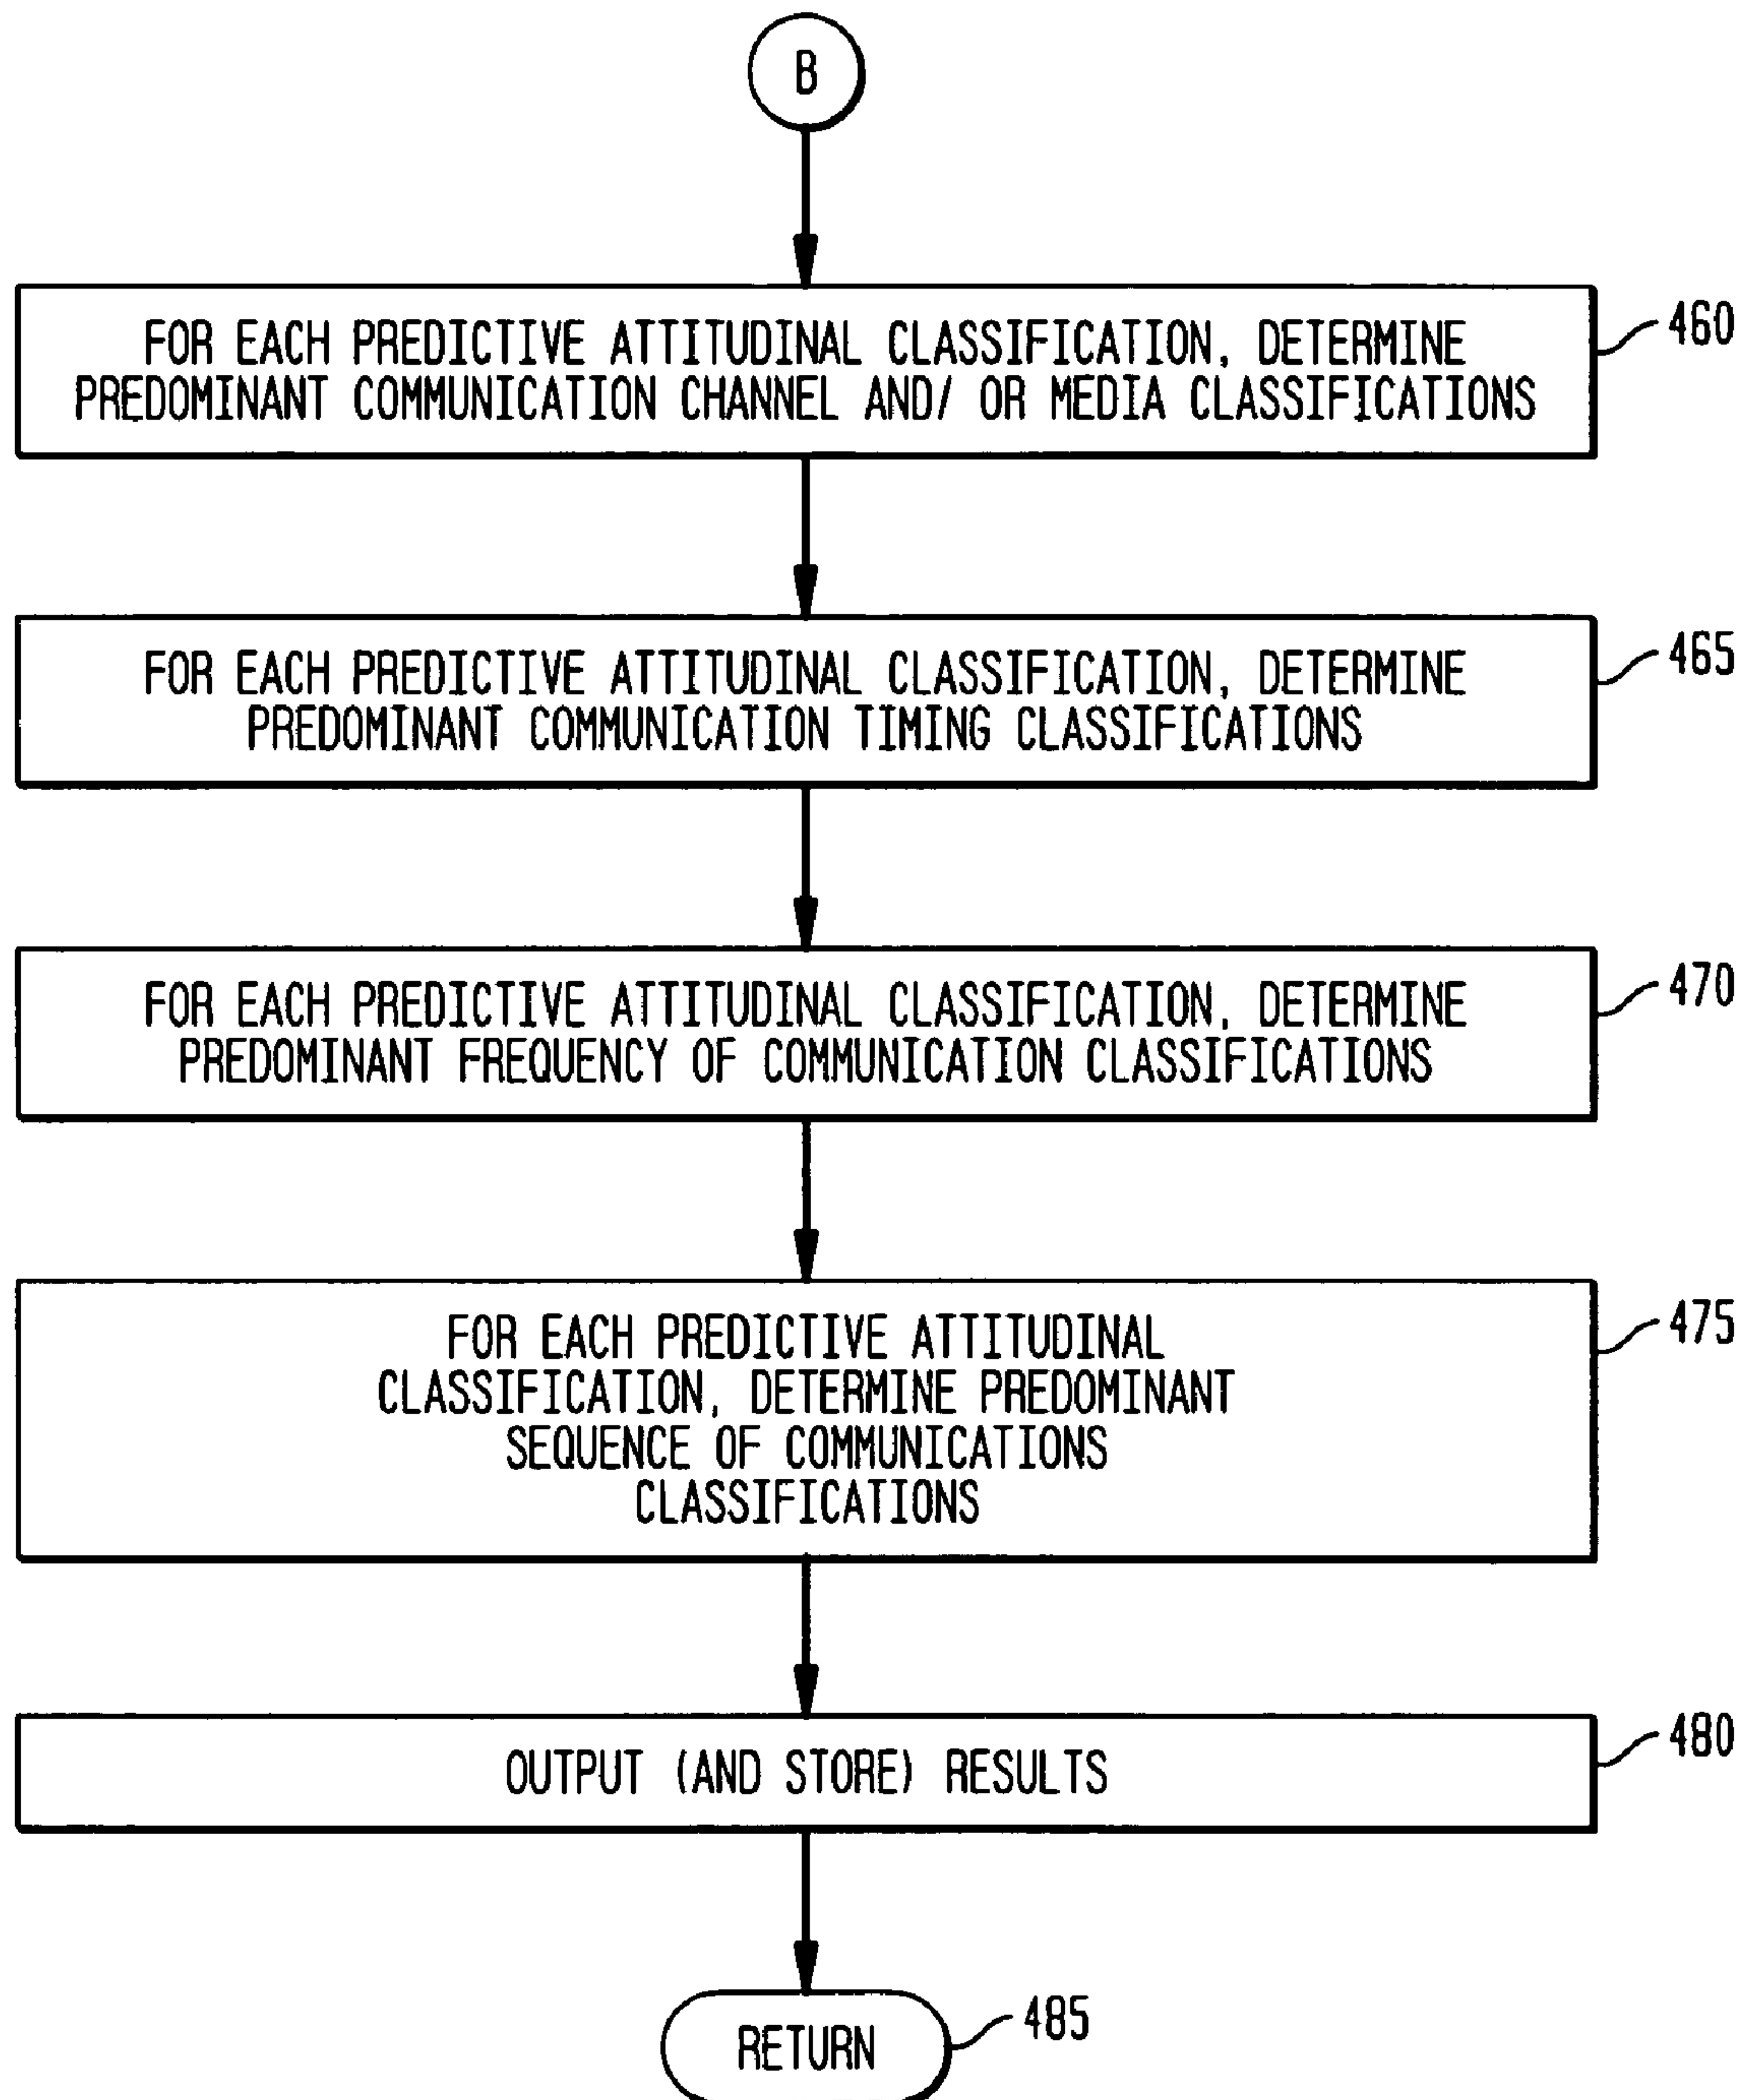 B
FOR EACH PREDICTIVE ATTITUDINAL CLASSIFICATION, DETERMINE
PREDOMINANT COMMUNICATION CHANNEL AND/ OR MEDIA CLASSIFICATIONS
460
FOR EACH PREDICTIVE ATTITUDINAL CLASSIFICATION, DETERMINE
PREDOMINANT COMMUNICATION TIMING CLASSIFICATIONS
465
FOR EACH PREDICTIVE ATTITUDINAL CLASSIFICATION, DETERMINE
PREDOMINANT FREQUENCY OF COMMUNICATION CLASSIFICATIONS
470
FOR EACH PREDICTIVE ATTITUDINAL
CLASSIFICATION, DETERMINE PREDOMINANT
SEQUENCE OF COMMUNICATIONS
CLASSIFICATIONS
475
OUTPUT (AND STORE) RESULTS
480
RETURN
485